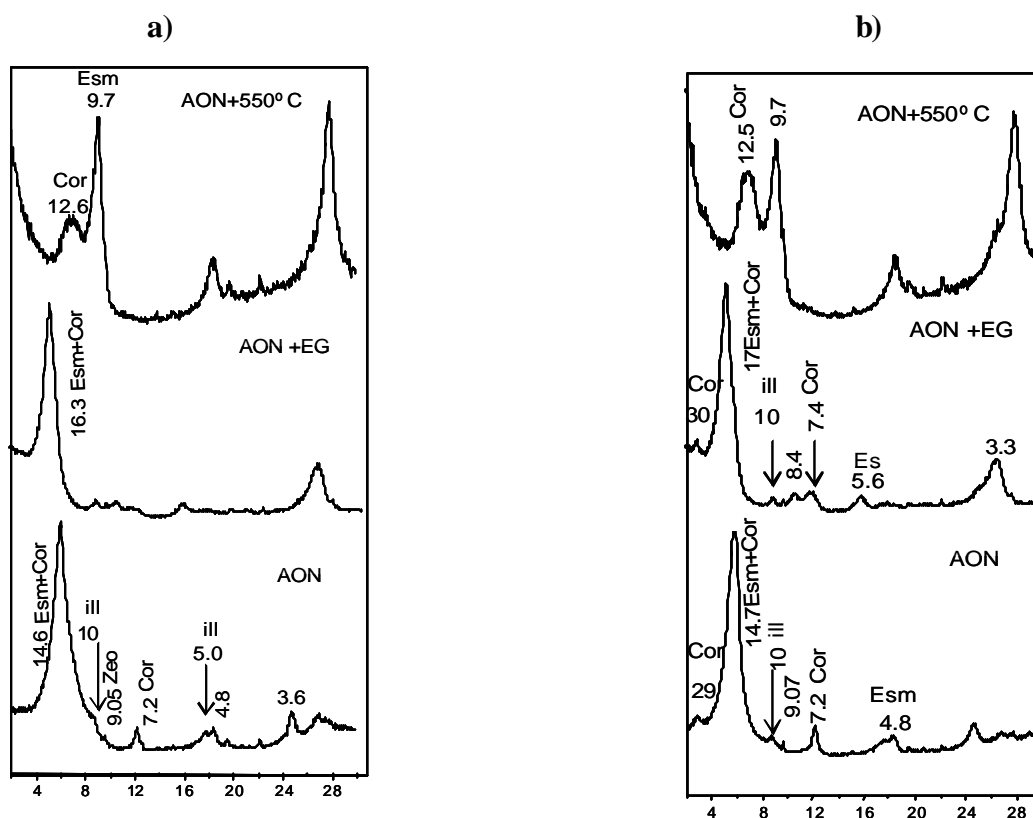 a)
Esm
9.7
AON+550º C
Cor
12.6
16.3 Esm+Cor
AON +EG
14.6 Esm+Cor
ill
10
9.05 Zeo
7.2 Cor
AON
ill
5.0
4.8
3.6
4 8 12 16 20 24 28
b)
12.5 Cor
9.7
AON+550º C
17Esm+Cor
AON +EG
Cor
30
ill
10
8.4
7.4 Cor
Es
5.6
3.3
Cor
29
14.7Esm+Cor
10 ill
9.07
7.2 Cor
AON
Esm
4.8
4 8 12 16 20 24 28